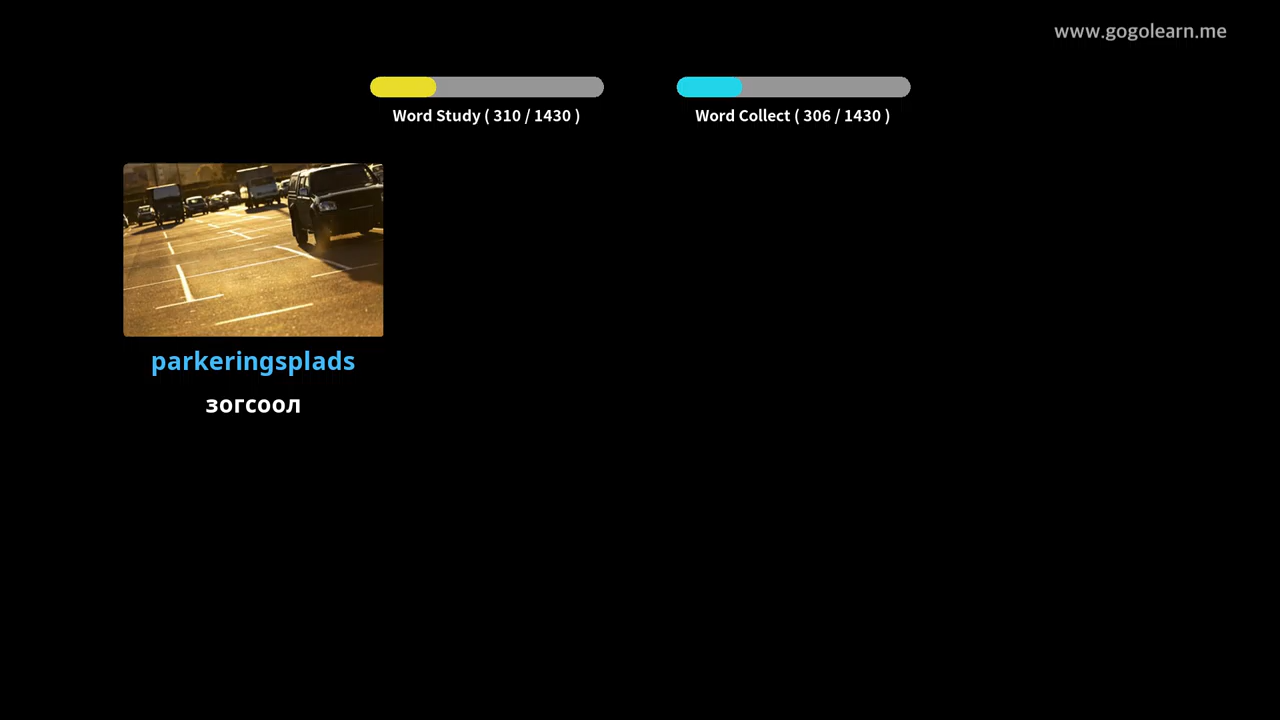 www.gogolearn.me
Word Study ( 310 / 1430 )
Word Collect ( 306 / 1430 )
parkeringsplads
зогсоол